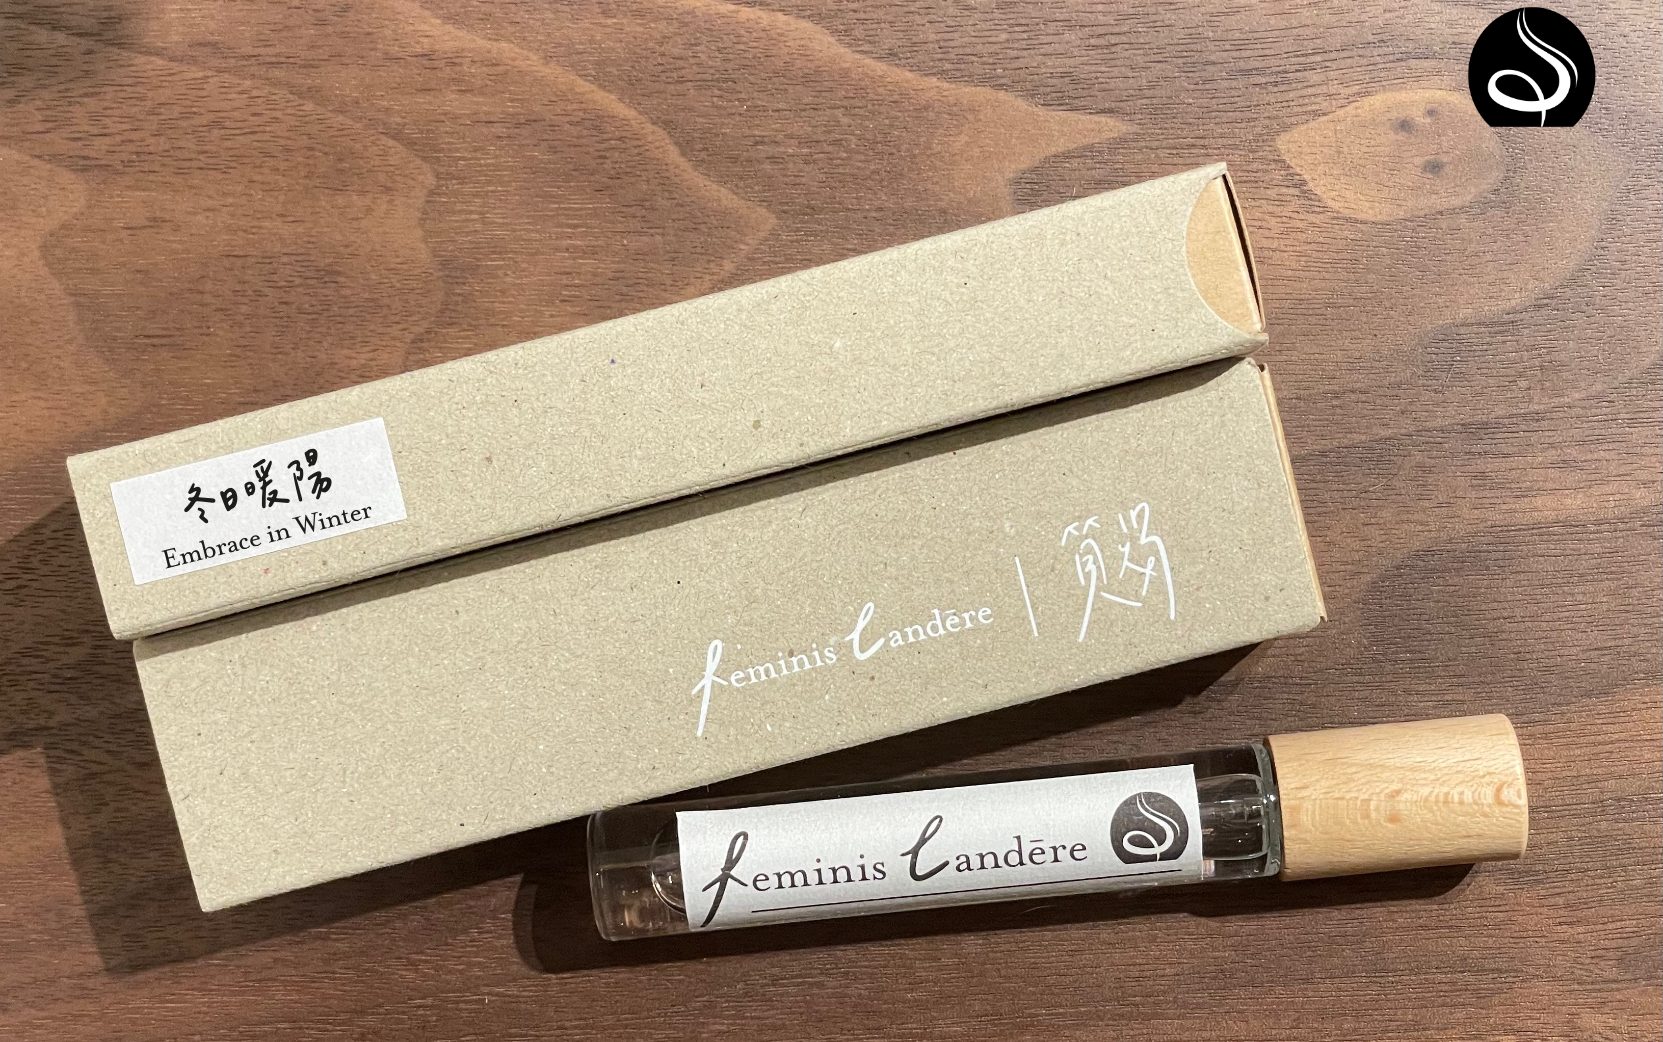 冬日暖陽
Embrace in Winter
Feminis Candēre
Feminis Candēre